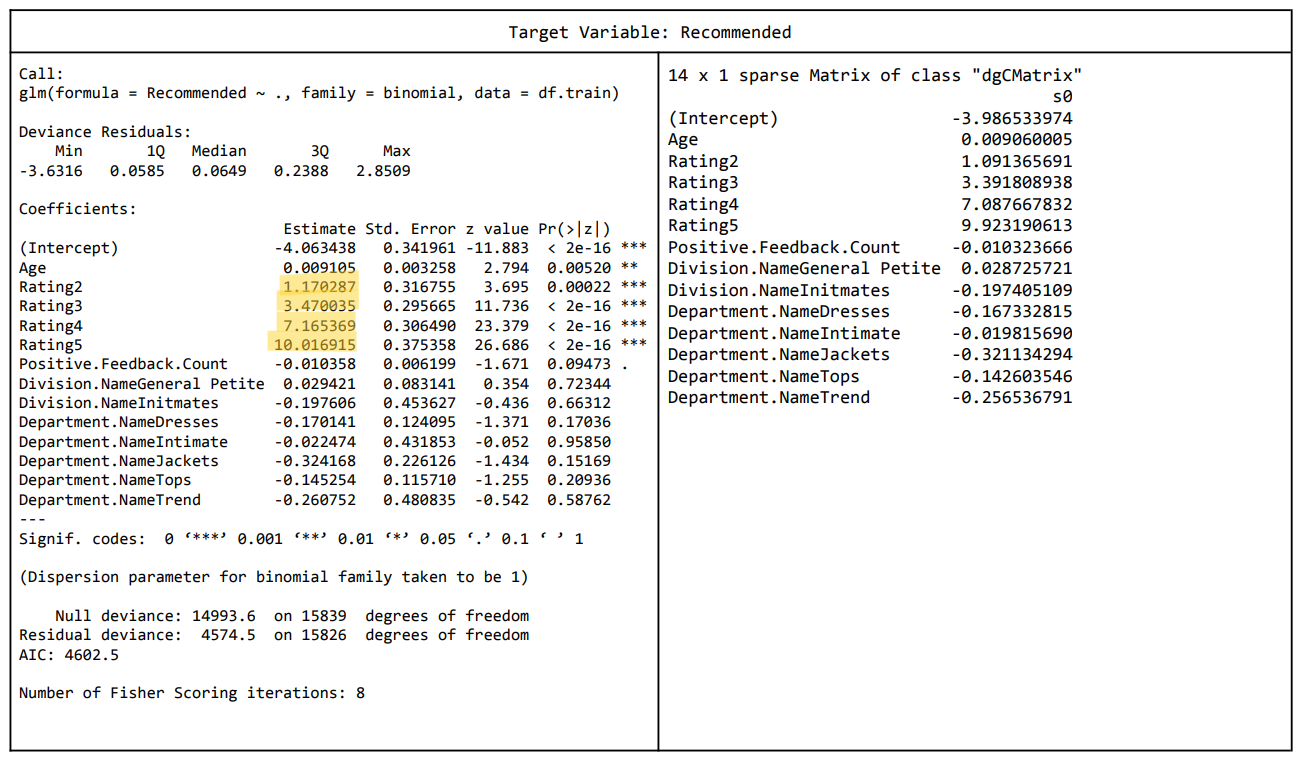 Target Variable: Recommended
Call:
glm(formula = Recommended ~ ., family = binomial, data = df.train)
Deviance Residuals:
    Min       1Q   Median       3Q      Max
-3.6316   0.0585   0.0649   0.2388   2.8509
Coefficients:
                             Estimate Std. Error z value Pr(>|z|)
(Intercept)                 -4.063438   0.341961 -11.883  < 2e-16 ***
Age                          0.009105   0.003258   2.794  0.00520 **
Rating2                      1.170287   0.316755   3.695  0.00022 ***
Rating3                      3.470035   0.295665  11.736  < 2e-16 ***
Rating4                      7.165369   0.306490  23.379  < 2e-16 ***
Rating5                     10.016915   0.375358  26.686  < 2e-16 ***
Positive.Feedback.Count     -0.010358   0.006199  -1.671  0.09473 .
Division.NameGeneral Petite  0.029421   0.083141   0.354  0.72344
Division.NameInitmates      -0.197606   0.453627  -0.436  0.66312
Department.NameDresses      -0.170141   0.124095  -1.371  0.17036
Department.NameIntimate     -0.022474   0.431853  -0.052  0.95850
Department.NameJackets      -0.324168   0.226126  -1.434  0.15169
Department.NameTops         -0.145254   0.115710  -1.255  0.20936
Department.NameTrend        -0.260752   0.480835  -0.542  0.58762
---
Signif. codes:  0 ‘***’ 0.001 ‘**’ 0.01 ‘*’ 0.05 ‘.’ 0.1 ‘ ’ 1
(Dispersion parameter for binomial family taken to be 1)
    Null deviance: 14993.6  on 15839  degrees of freedom
Residual deviance:  4574.5  on 15826  degrees of freedom
AIC: 4602.5
Number of Fisher Scoring iterations: 8
14 x 1 sparse Matrix of class "dgCMatrix"
                                      s0
(Intercept)                 -3.986533974
Age                          0.009060005
Rating2                      1.091365691
Rating3                      3.391808938
Rating4                      7.087667832
Rating5                      9.923190613
Positive.Feedback.Count     -0.010323666
Division.NameGeneral Petite  0.028725721
Division.NameInitmates      -0.197405109
Department.NameDresses      -0.167332815
Department.NameIntimate     -0.019815690
Department.NameJackets      -0.321134294
Department.NameTops         -0.142603546
Department.NameTrend        -0.256536791